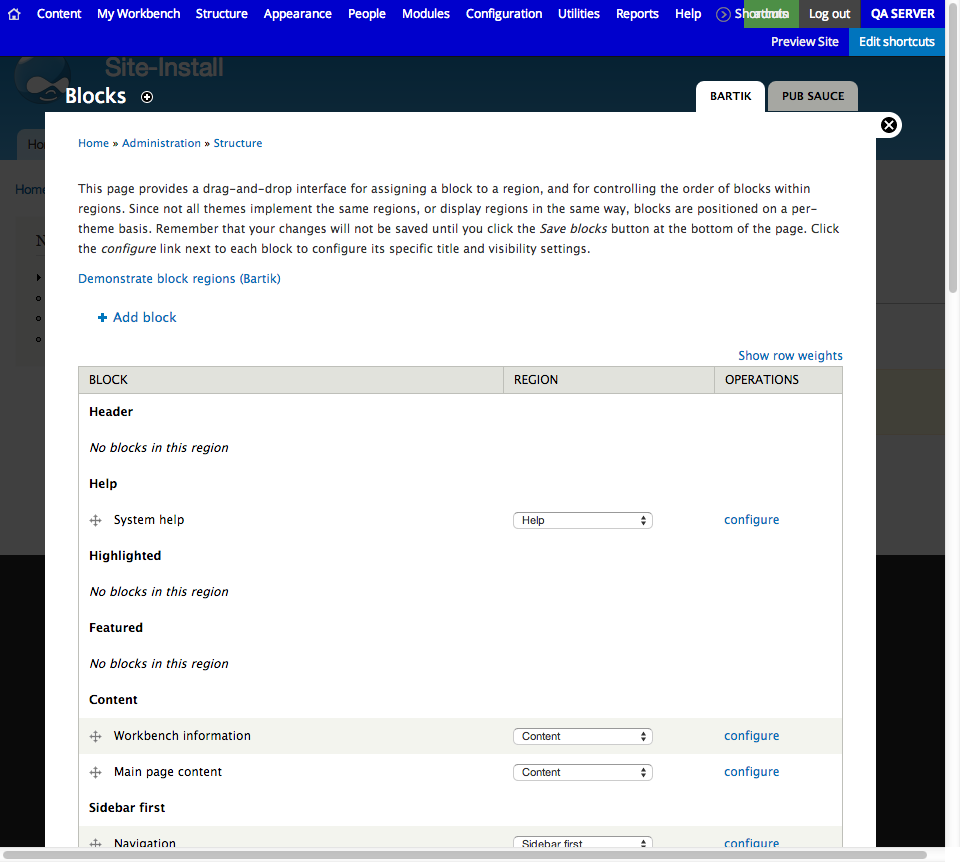 Content My Workbench Structure Appearance People Modules Configuration Utilities Reports Help Shortcuts Log out QA SERVER
Preview Site Edit shortcuts
Site-Install
Blocks
BARTIK PUB SAUCE
Ho
Home » Administration » Structure
Home
This page provides a drag-and-drop interface for assigning a block to a region, and for controlling the order of blocks within
regions. Since not all themes implement the same regions, or display regions in the same way, blocks are positioned on a per-
theme basis. Remember that your changes will not be saved until you click the Save blocks button at the bottom of the page. Click
the configure link next to each block to configure its specific title and visibility settings.
N
Demonstrate block regions (Bartik)
Add block
Show row weights
BLOCK REGION OPERATIONS
Header
No blocks in this region
Help
System help Help configure
Highlighted
No blocks in this region
Featured
No blocks in this region
Content
Workbench information Content configure
Main page content Content configure
Sidebar first
Navigation Sidebar first configure